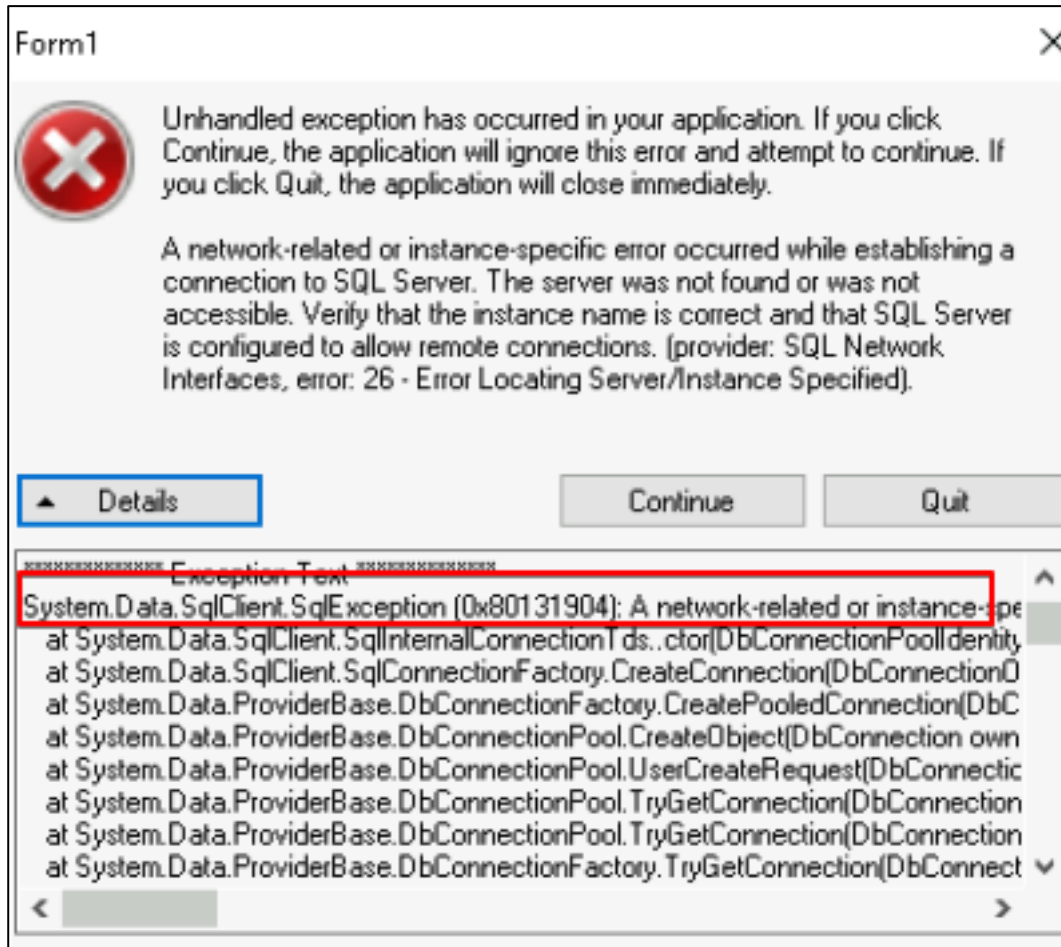 Form1
Unhandled exception has occurred in your application. If you click
Continue, the application will ignore this error and attempt to continue. If
you click Quit, the application will close immediately.
A network-related or instance-specific error occurred while establishing a
connection to SQL Server. The server was not found or was not
accessible. Verify that the instance name is correct and that SQL Server
is configured to allow remote connections. (provider: SQL Network
Interfaces, error: 26 - Error Locating Server/Instance Specified).
Details
Continue
Quit
************** Exception Text **************
System.Data.SqlClient.SqlException (0x80131904): A network-related or instance-spe
at System.Data.SqlClient.SqlInternalConnectionTds..ctor(DbConnectionPoolIdentity
at System.Data.SqlClient.SqlConnectionFactory.CreateConnection(DbConnectionO
at System.Data.ProviderBase.DbConnectionFactory.CreatePooledConnection(DbC
at System.Data.ProviderBase.DbConnectionPool.CreateObject(DbConnection own
at System.Data.ProviderBase.DbConnectionPool.UserCreateRequest(DbConnectic
at System.Data.ProviderBase.DbConnectionPool.TryGetConnection(DbConnection
at System.Data.ProviderBase.DbConnectionPool.TryGetConnection(DbConnection
at System.Data.ProviderBase.DbConnectionFactory.TryGetConnection(DbConnect